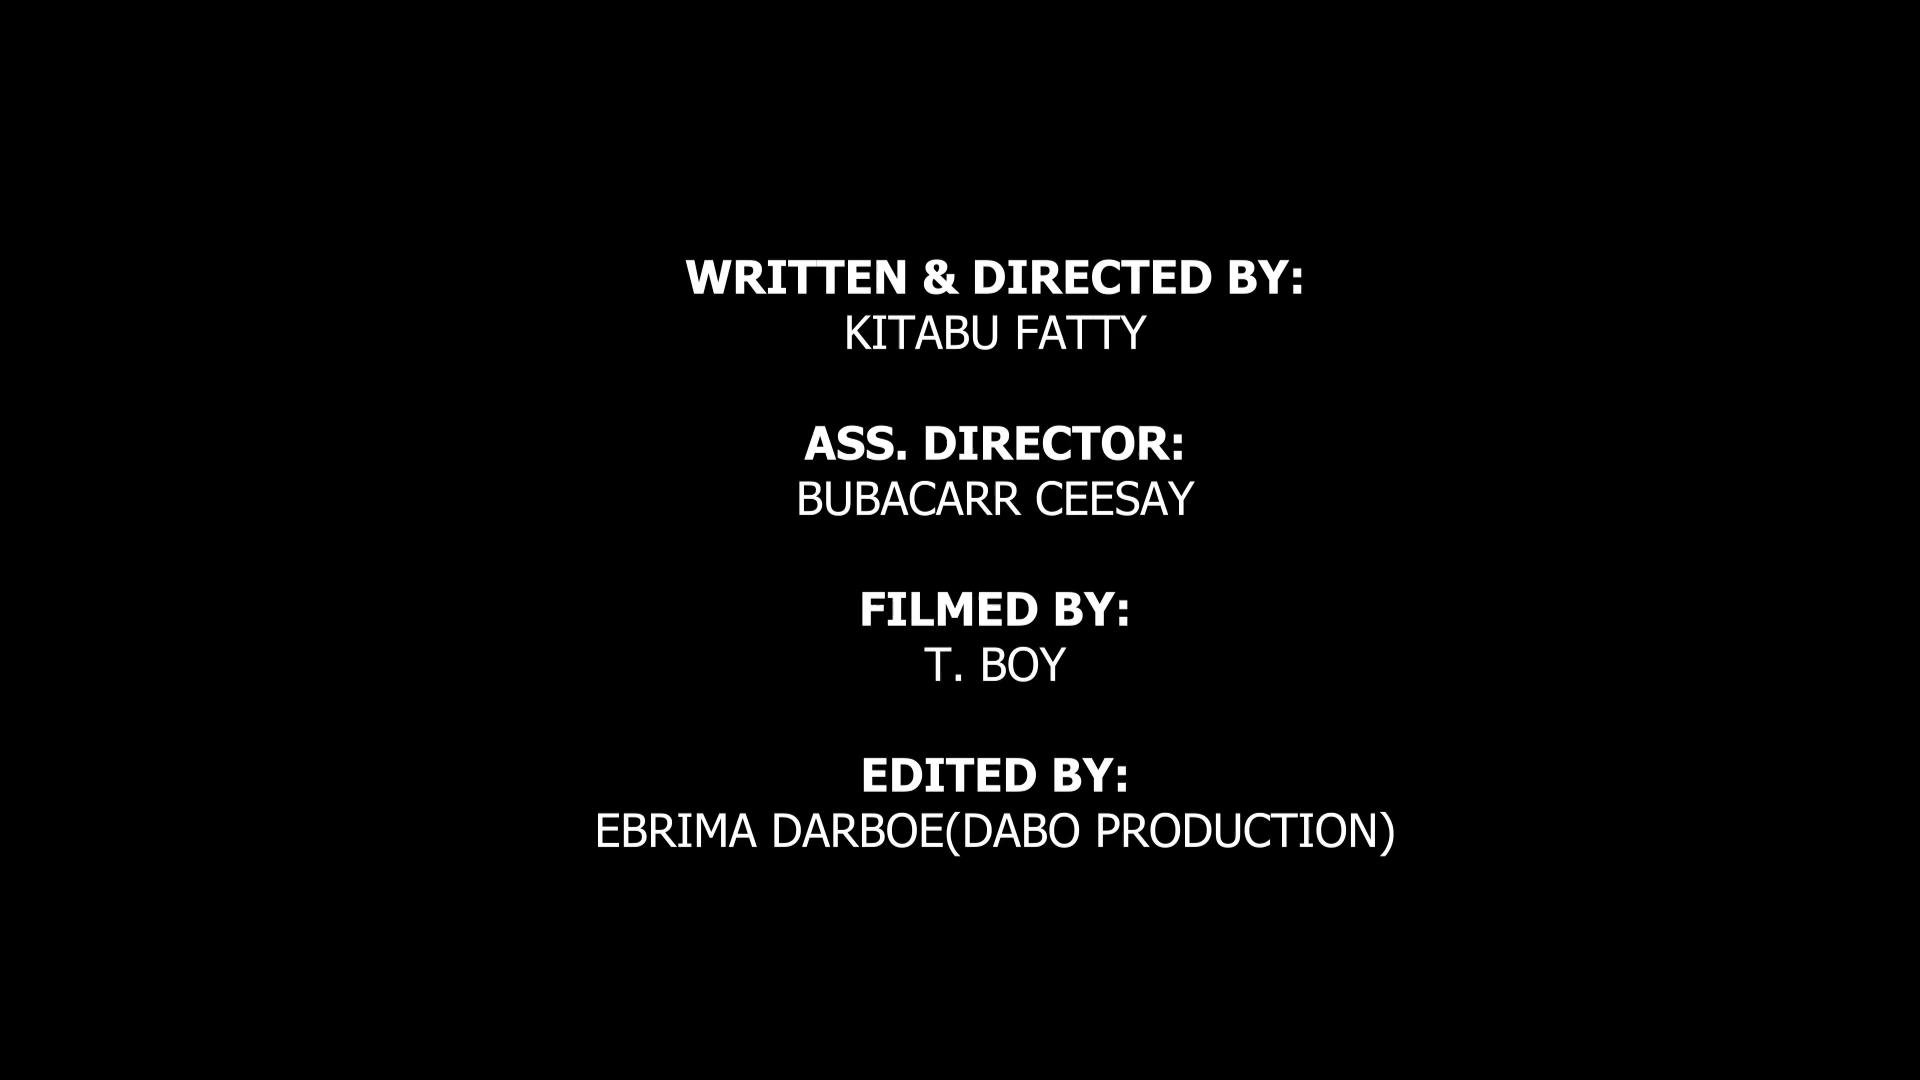 WRITTEN & DIRECTED BY:
KITABU FATTY
ASS. DIRECTOR:
BUBACARR CEESAY
FILMED BY:
T. BOY
EDITED BY:
EBRIMA DARBOE(DABO PRODUCTION)